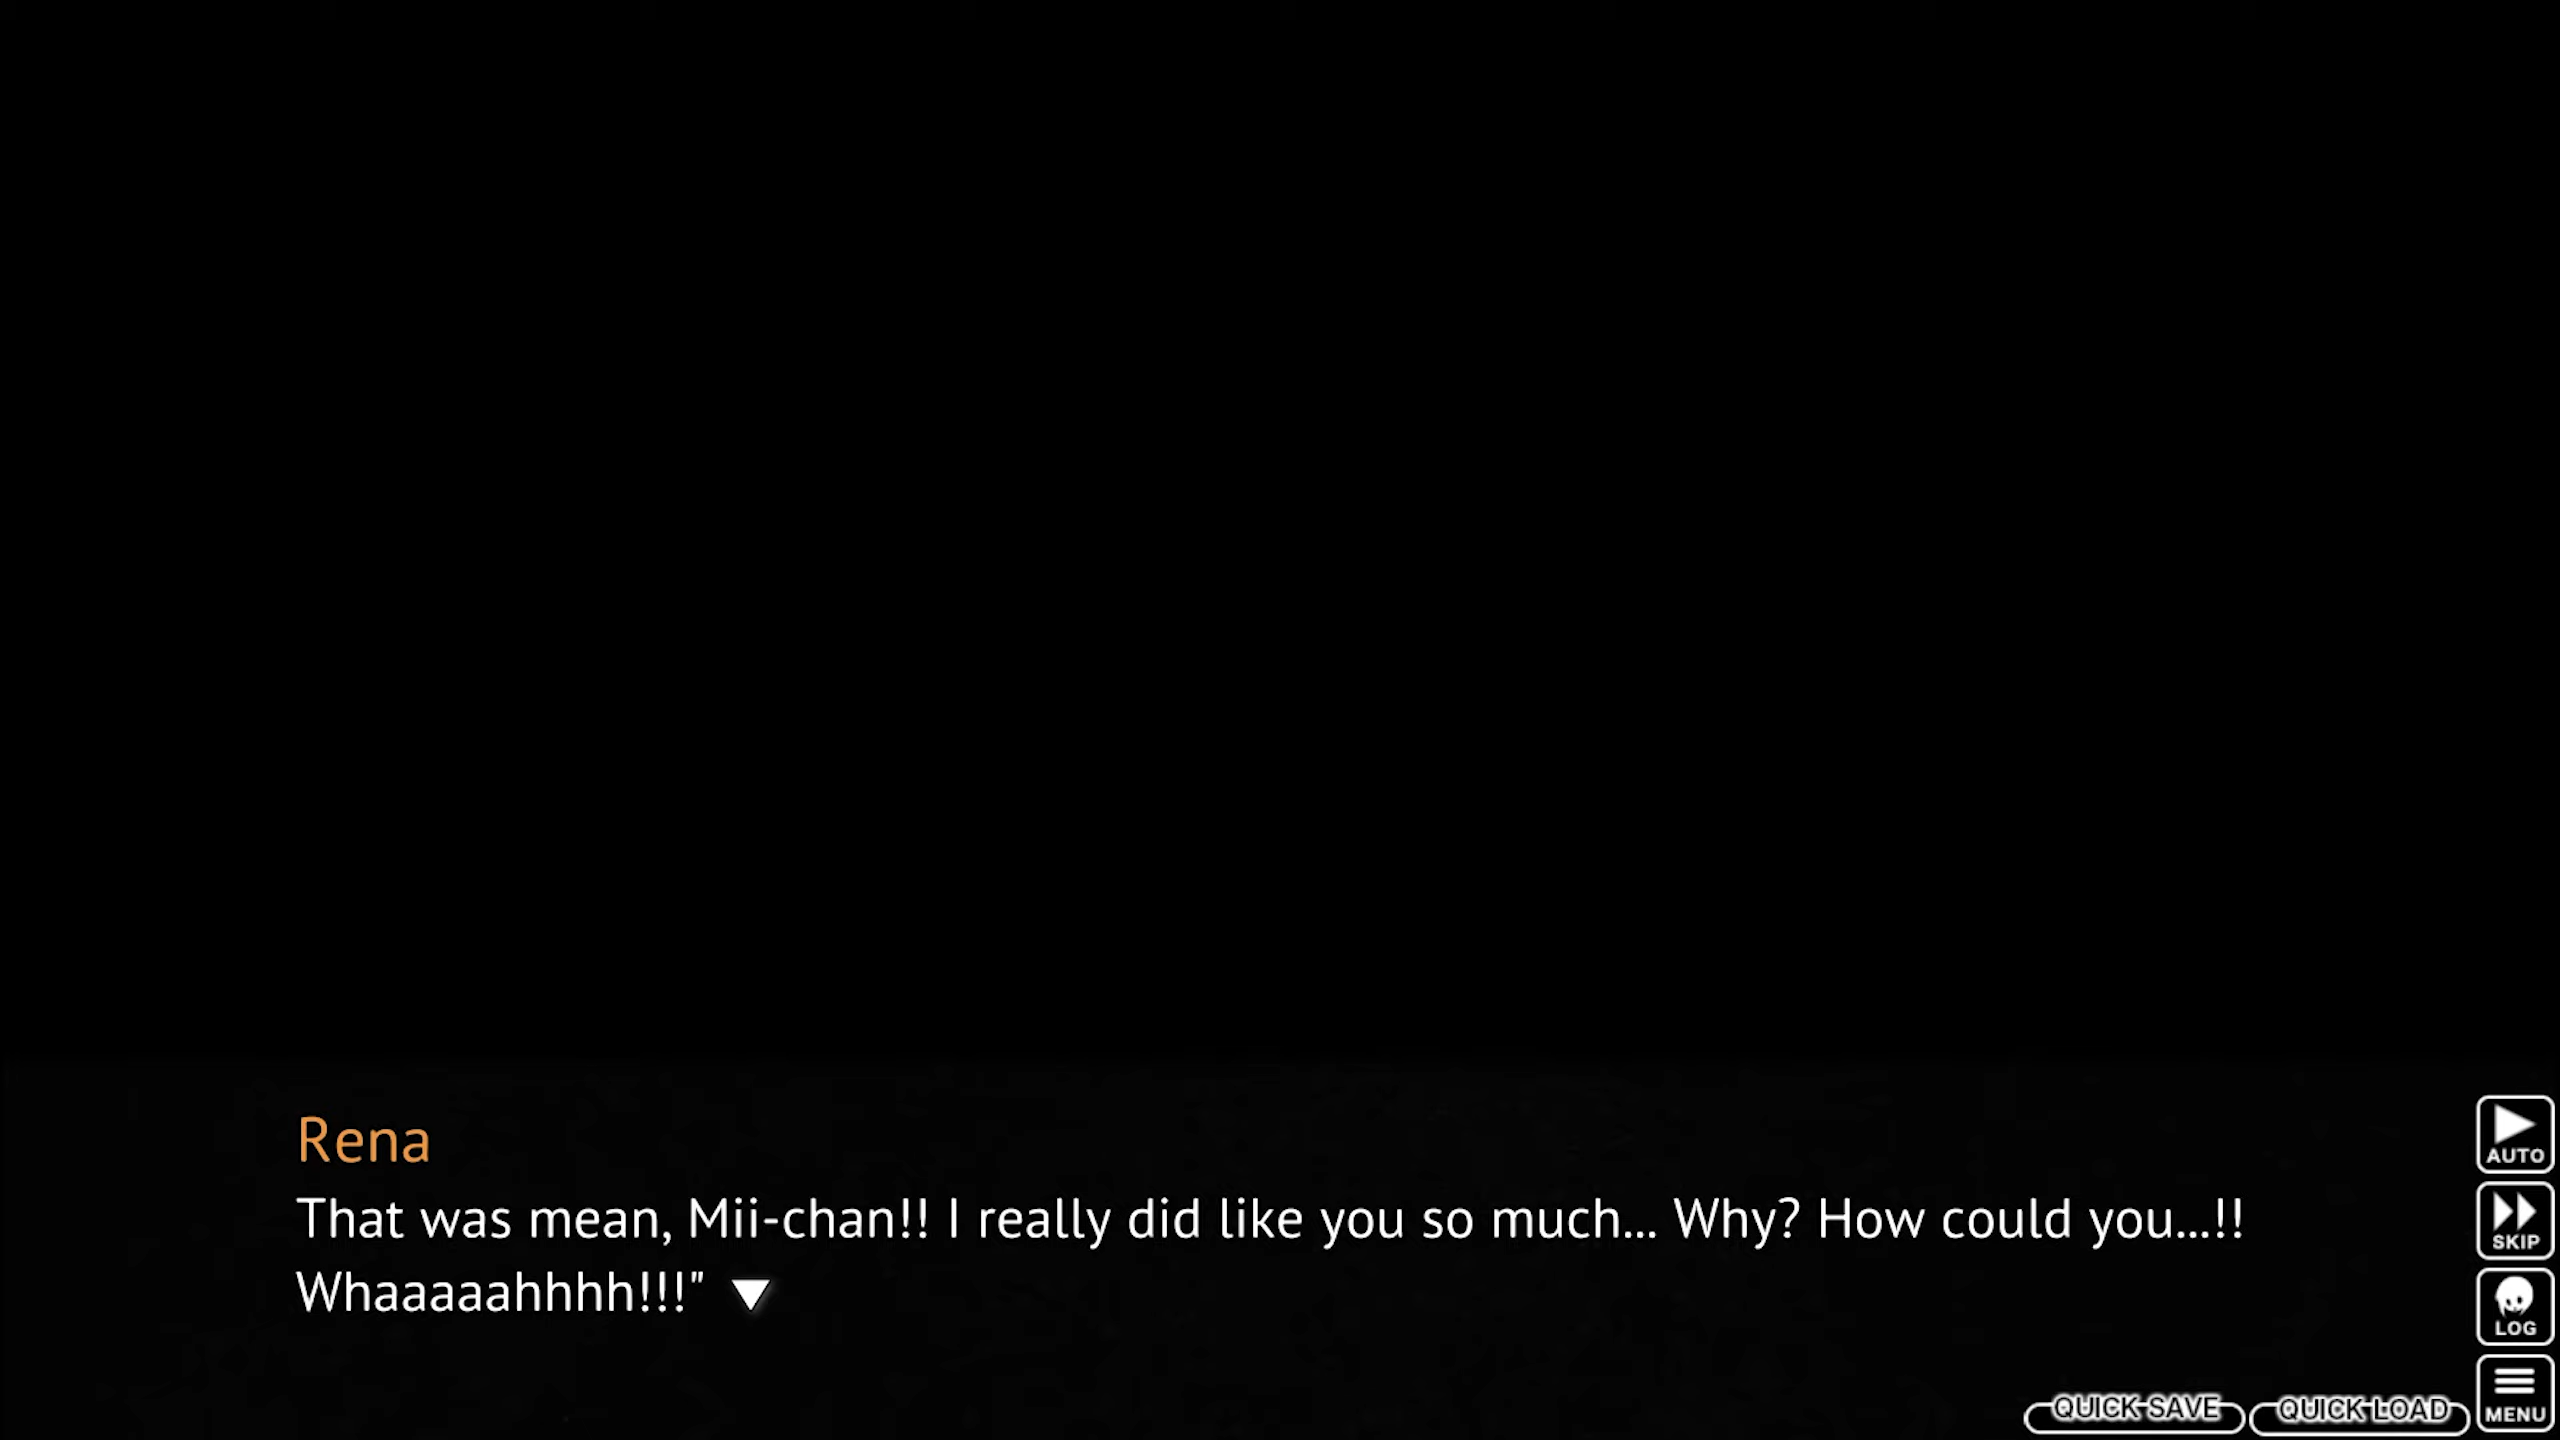 Rena
That was mean, Mii-chan!! I really did like you so much... Why? How could you...!!
Whaaaaahhhh!!!"
AUTO
SKIP
LOG
MENU
QUICK SAVE
QUICK LOAD